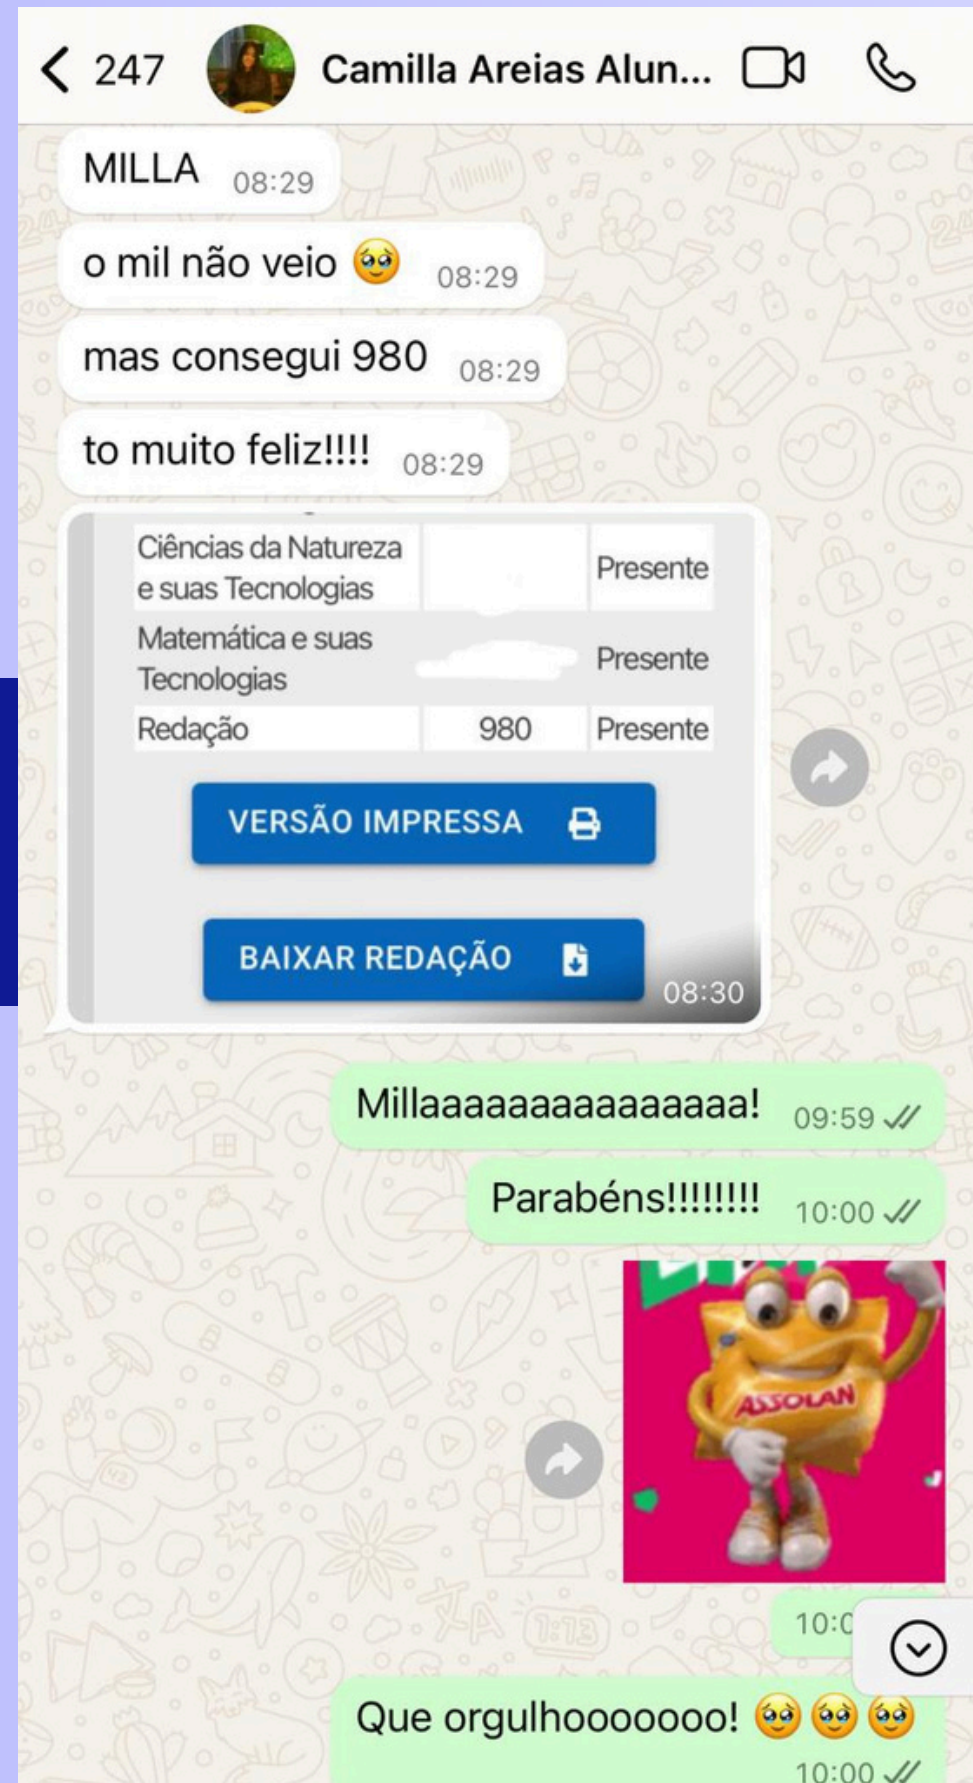 247
Camilla Areias Alun...
MILLA 08:29
o mil não veio 🥹 08:29
mas consegui 980 08:29
to muito feliz!!!! 08:29
Ciências da Natureza
e suas Tecnologias
Presente
Matemática e suas
Tecnologias
Presente
Redação 980 Presente
VERSÃO IMPRESSA
BAIXAR REDAÇÃO
08:30
Millaaaaaaaaaaaaaaaa! 09:59
Parabéns!!!!!!!! 10:00
ASSOLAN
Que orgulhooooooo! 🥹🥹🥹
10:00